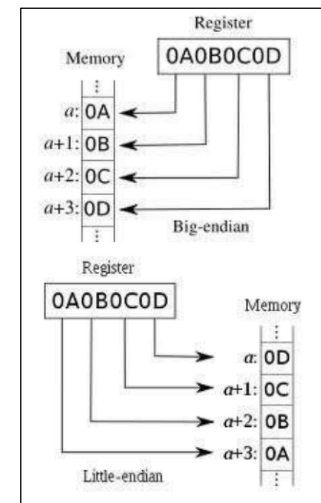 Register
Memory
0A0B0C0D
⋮
a: 0A
a+1: 0B
a+2: 0C
a+3: 0D
⋮
Big-endian
Register
0A0B0C0D
Memory
⋮
a: 0D
a+1: 0C
a+2: 0B
a+3: 0A
⋮
Little-endian